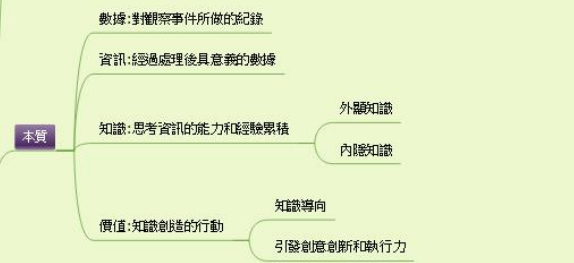 數據:對觀察事件所做的紀錄
資訊:經過處理後具意義的數據
本質
知識:思考資訊的能力和經驗累積
外顯知識
內隱知識
價值:知識創造的行動
知識導向
引發創意創新和執行力